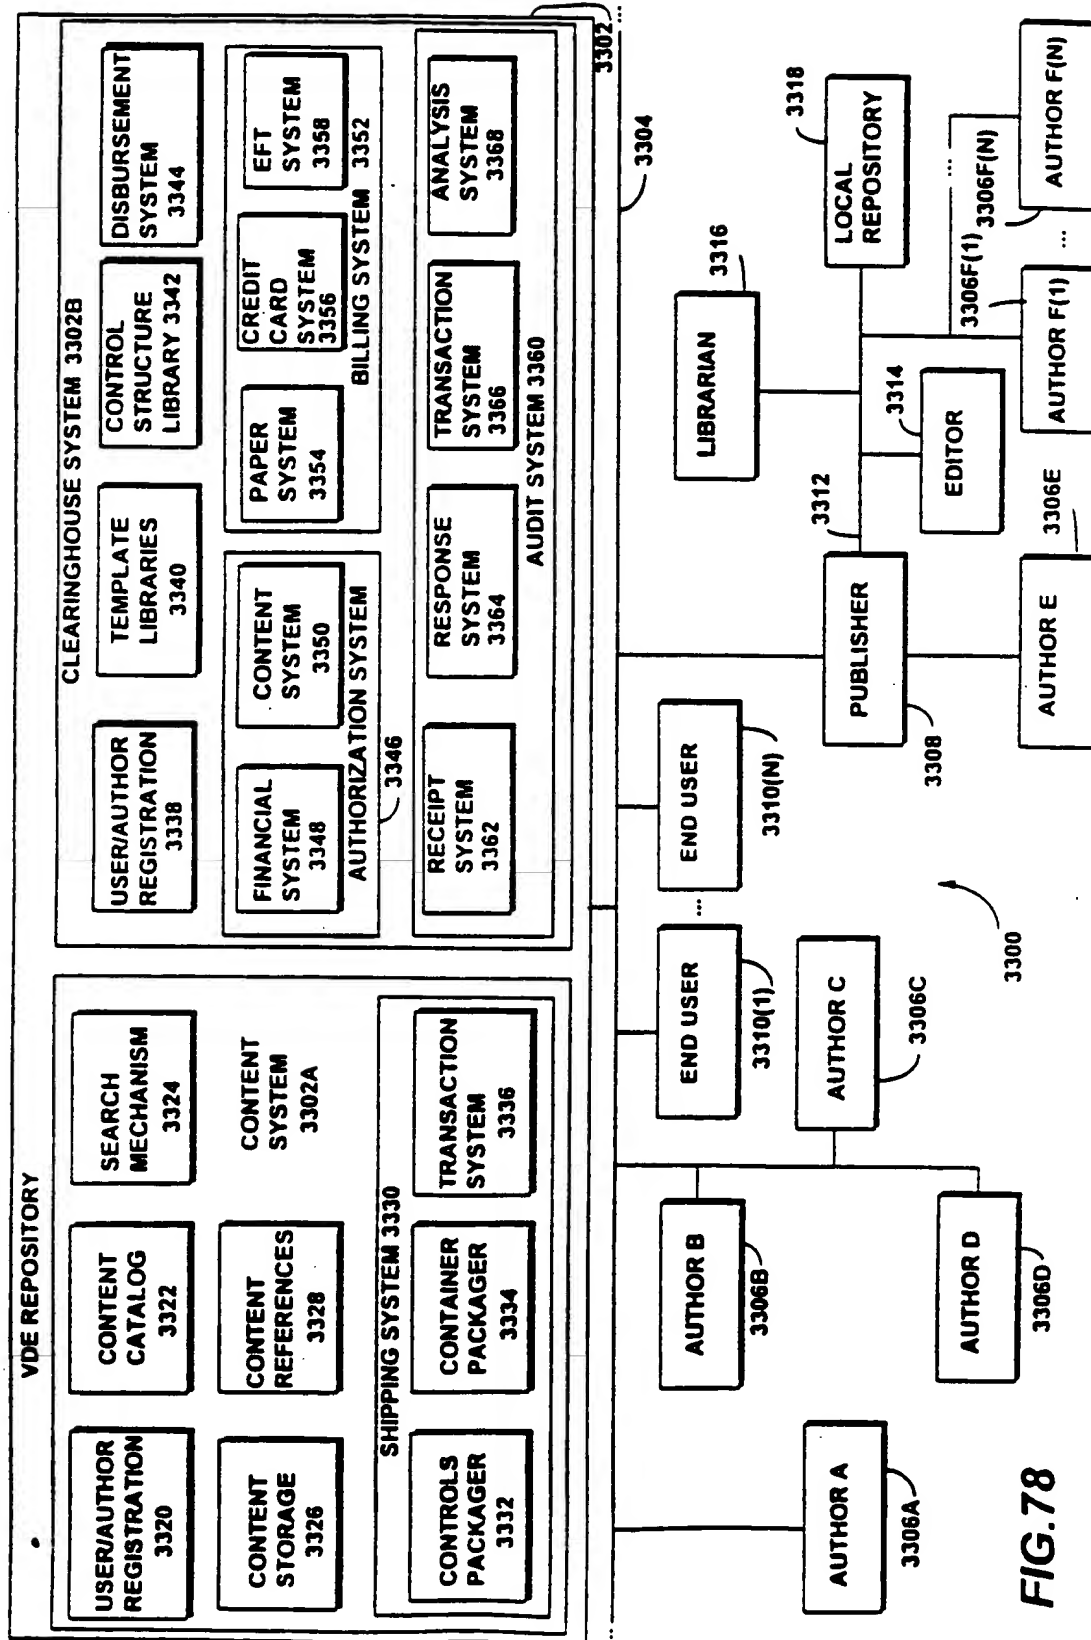 VDE REPOSITORY
3302
USER/AUTHOR
REGISTRATION
3320
CONTENT
CATALOG
3322
SEARCH
MECHANISM
3324
CONTENT
STORAGE
3326
CONTENT
REFERENCES
3328
CONTENT
SYSTEM
3302A
SHIPPING SYSTEM 3330
CONTROLS
PACKAGER
3332
CONTAINER
PACKAGER
3334
TRANSACTION
SYSTEM
3336
CLEARINGHOUSE SYSTEM 3302B
USER/AUTHOR
REGISTRATION
3338
TEMPLATE
LIBRARIES
3340
CONTROL
STRUCTURE
LIBRARY 3342
DISBURSEMENT
SYSTEM
3344
FINANCIAL
SYSTEM
3348
CONTENT
SYSTEM
3350
AUTHORIZATION SYSTEM
3346
PAPER
SYSTEM
3354
CREDIT
CARD
SYSTEM
3356
EFT
SYSTEM
3358
BILLING SYSTEM 3352
RECEIPT
SYSTEM
3362
RESPONSE
SYSTEM
3364
TRANSACTION
SYSTEM
3366
ANALYSIS
SYSTEM
3368
AUDIT SYSTEM 3360
...
...
3304
AUTHOR A
3306A
AUTHOR B
3306B
AUTHOR C
3306C
AUTHOR D
3306D
END USER
3310(1)
...
END USER
3310(N)
3300
PUBLISHER
3308
3312
LIBRARIAN
3316
LOCAL
REPOSITORY
3318
EDITOR
3314
AUTHOR E
3306E
AUTHOR F(1)
3306F(1)
...
...
AUTHOR F(N)
3306F(N)
FIG.78